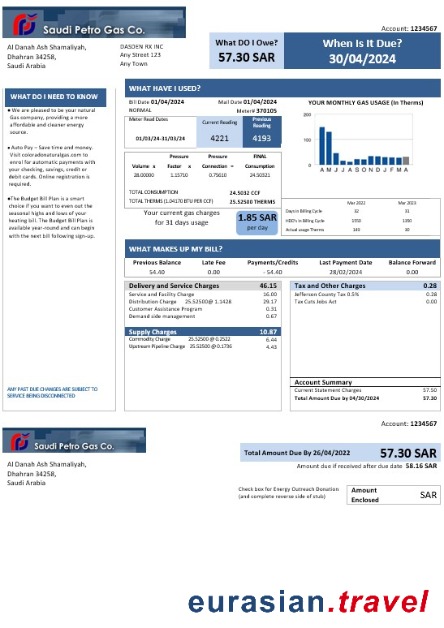 Saudi Petro Gas Co.
Account: 1234567
Al Danah Ash Shamaliyah,
Dhahran 34258,
Saudi Arabia
DASDEN RX INC
Any Street 123
Any Town
What DO I Owe?
57.30 SAR
When Is It Due?
30/04/2024
WHAT DO I NEED TO KNOW
•We are pleased to be your natural
Gas company, providing a more
affordable and cleaner energy
source.
•Auto Pay – Save time and money.
Visit coloradonaturalgas.com to
enrol for automatic payments with
your checking, savings, credit or
debit cards. Online registration is
required.
•The Budget Bill Plan is a smart
choice if you want to even out the
seasonal highs and lows of your
heating bill. The Budget Bill Plan is
available year-round and can begin
with the next bill following sign-up.
ANY PAST DUE CHARGES ARE SUBJECT TO
SERVICE BEING DISCONNECTED
WHAT HAVE I USED?
Bill Date 01/04/2024 Mail Date 01/04/2024
NORMAL Meter# 370105
Meter Read Dates Current Reading Previous Reading
01/03/24-31/03/24 4221 4193
Pressure Pressure FINAL
Volume x Factor x Connection = Consumption
28.00000 1.15710 0.75610 24.50321
TOTAL CONSUMPTION 24.5032 CCF
TOTAL THERMS (1.04170 BTU PER CCF) 25.52500 THERMS
Your current gas charges
for 31 days usage
1.85 SAR
per day
YOUR MONTHLY GAS USAGE (In Therms)
200
100
0
A M J J A S O N D J F M A
Mar 2022 Mar 2023
Days in Billing Cycle 32 31
HDD's in Billing Cycle 1350 1390
Actual usage Therms
WHAT MAKES UP MY BILL?
Previous Balance Late Fee Payments/Credits Last Payment Date Balance Forward
54.40 0.00 - 54.40 28/02/2024 0.00
Delivery and Service Charges 46.15
Service and Facility Charge 16.00
Distribution Charge 25.52500@ 1.1428 29.17
Customer Assistance Program 0.31
Demand side management 0.67
Supply Charges 10.87
Commodity Charge 25.52500 @ 0.2522 6.44
Upstream Pipeline Charge 25.52500 @ 0.1736 4.43
Tax and Other Charges 0.28
Jefferson County Tax 0.5% 0.28
Tax Cuts Jobs Act 0.00
Account Summary
Current Statement Charges 57.30
Total Amount Due by 04/30/2024 57.30
Account: 1234567
Saudi Petro Gas Co.
Al Danah Ash Shamaliyah,
Dhahran 34258,
Saudi Arabia
Total Amount Due By 26/04/2022 57.30 SAR
Amount due if received after due date 58.16 SAR
Check box for Energy Outreach Donation
(and complete reverse side of stub)
Amount
Enclosed
SAR
eurasian.travel